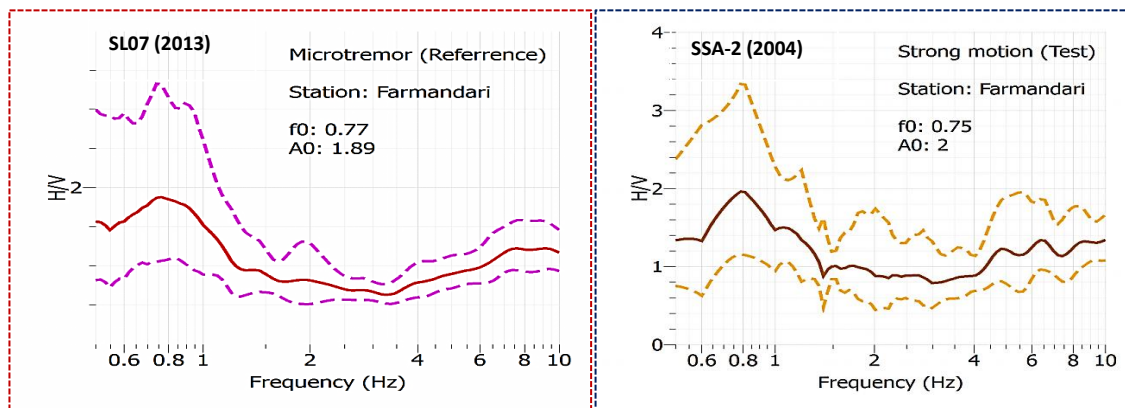 SL07 (2013)
Microtremor (Referrence)
Station: Farmandari
f0: 0.77
A0: 1.89
H/V
2
0.6 0.8 1 2 4 6 8 10
Frequency (Hz)
SSA-2 (2004)
Strong motion (Test)
Station: Farmandari
f0: 0.75
A0: 2
H/V
4
3
2
1
0
0.6 0.8 1 2 4 6 8 10
Frequency (Hz)